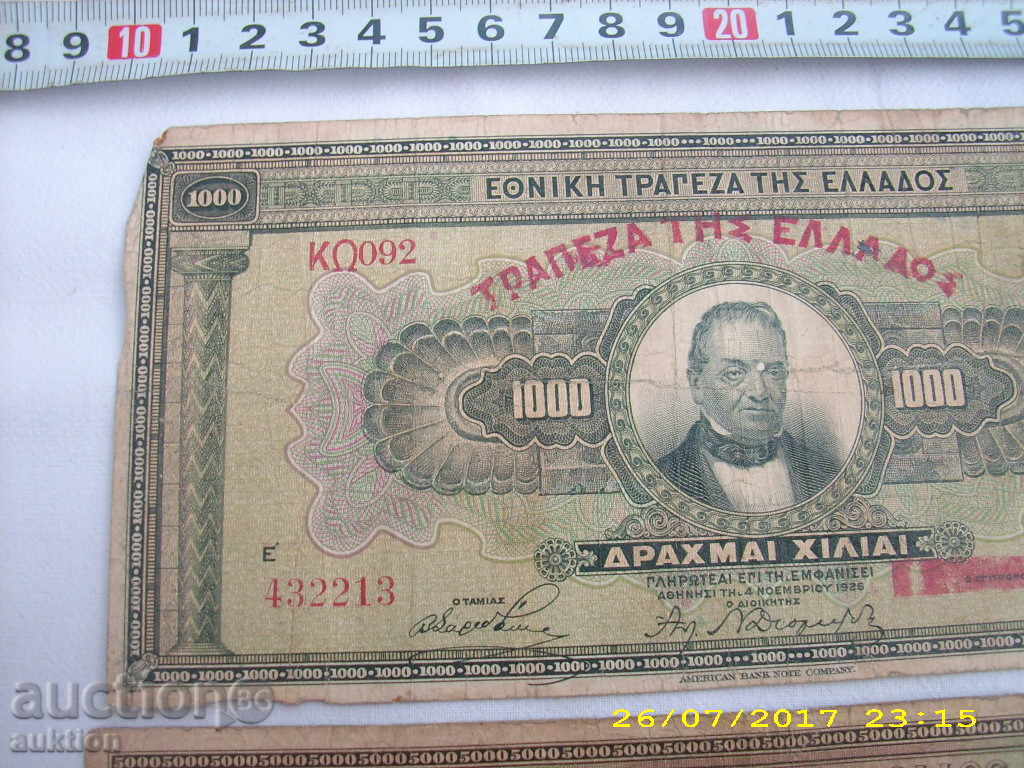 8 9 10 1 2 3 4 5 6 7 8 9 20 1 2 3 4 5
1000
ΕΘΝΙΚΗ ΤΡΑΠΕΖΑ ΤΗΣ ΕΛΛΑΔΟΣ
ΚΩ092
ΤΡΑΠΕΖΑ ΤΗΣ ΕΛΛΑΔΟΣ
1000
1000
ΔΡΑΧΜΑΙ ΧΙΛΙΑΙ
Ε΄
432213
ΠΛΗΡΩΤΕΑΙ ΕΠΙ ΤΗ ΕΜΦΑΝΙΣΕΙ
ΑΘΗΝΗΣΙ ΤΗ 4 ΝΟΕΜΒΡΙΟΥ 1926
Ο ΤΑΜΙΑΣ
Ο ΔΙΟΙΚΗΤΗΣ
AMERICAN BANK NOTE COMPANY.
auction86
auktion
26/07/2017 23:15